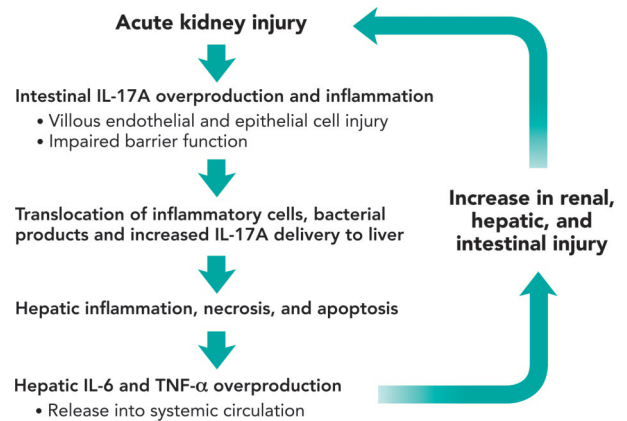 Acute kidney injury
Intestinal IL-17A overproduction and inflammation
• Villous endothelial and epithelial cell injury
• Impaired barrier function
Translocation of inflammatory cells, bacterial
products and increased IL-17A delivery to liver
Hepatic inflammation, necrosis, and apoptosis
Hepatic IL-6 and TNF-α overproduction
• Release into systemic circulation
Increase in renal,
hepatic, and
intestinal injury